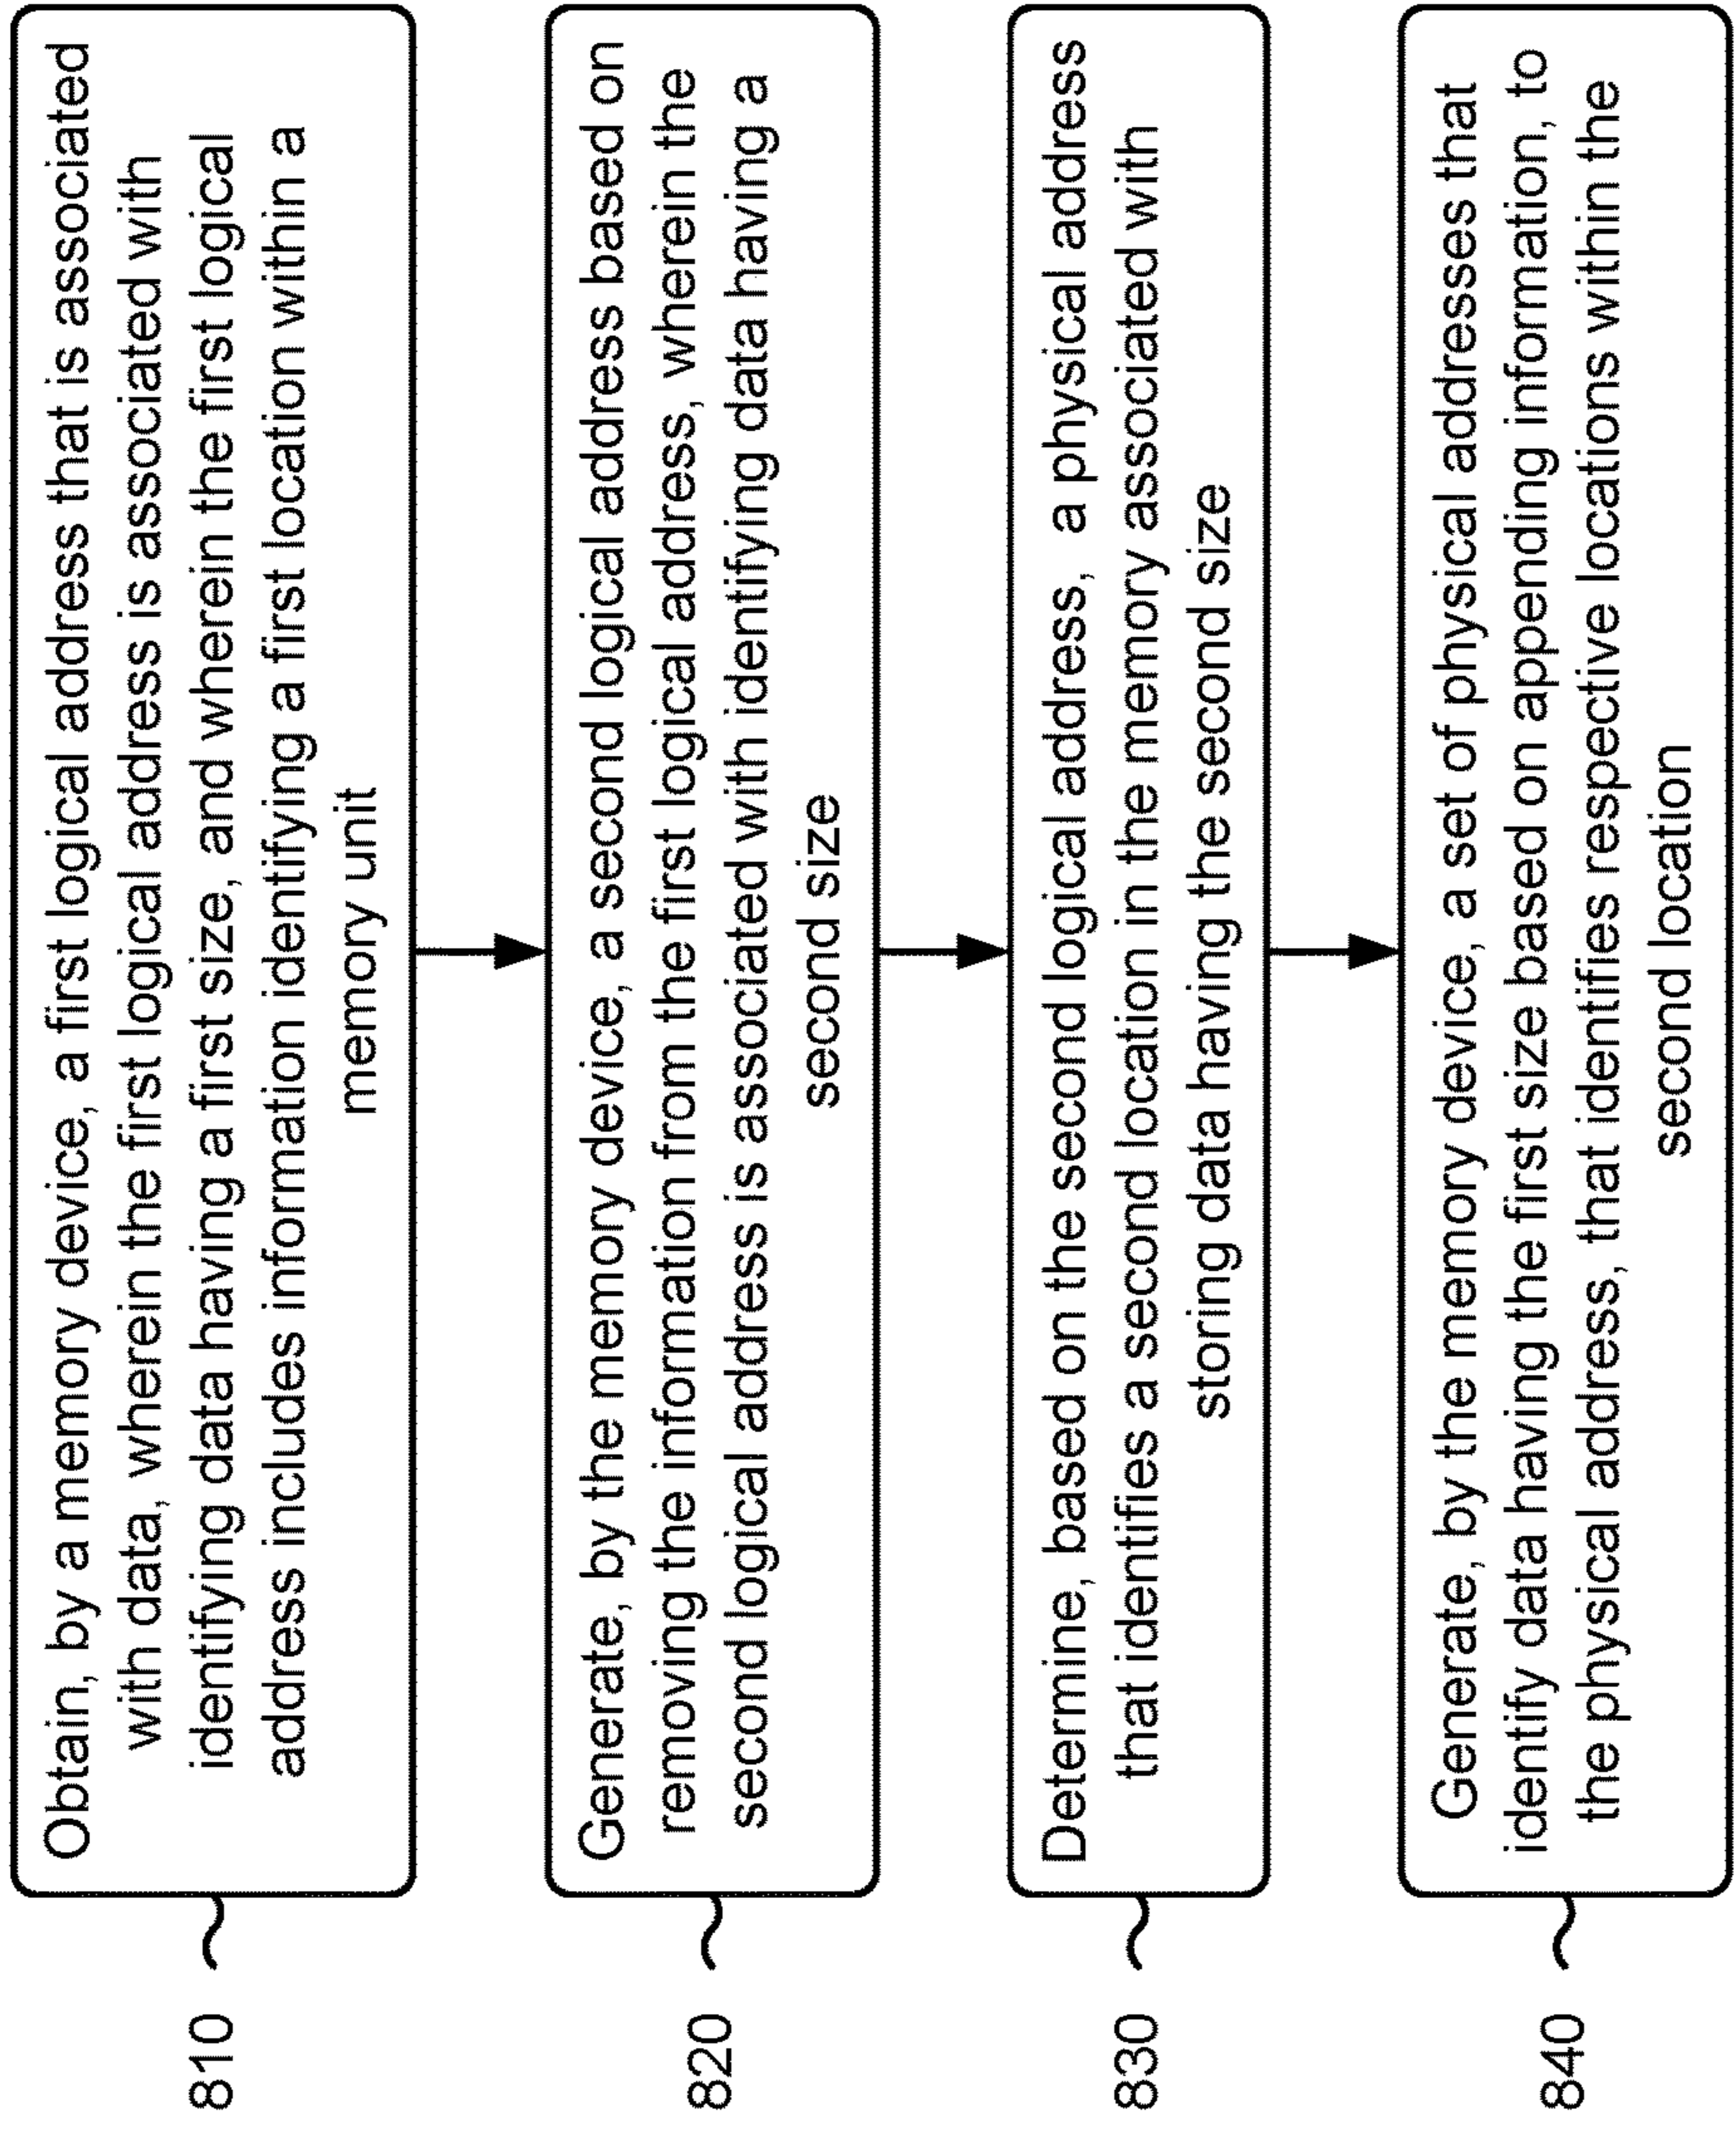 810
Obtain, by a memory device, a first logical address that is associated
with data, wherein the first logical address is associated with
identifying data having a first size, and wherein the first logical
address includes information identifying a first location within a
memory unit
820
Generate, by the memory device, a second logical address based on
removing the information from the first logical address, wherein the
second logical address is associated with identifying data having a
second size
830
Determine, based on the second logical address, a physical address
that identifies a second location in the memory associated with
storing data having the second size
840
Generate, by the memory device, a set of physical addresses that
identify data having the first size based on appending information, to
the physical address, that identifies respective locations within the
second location